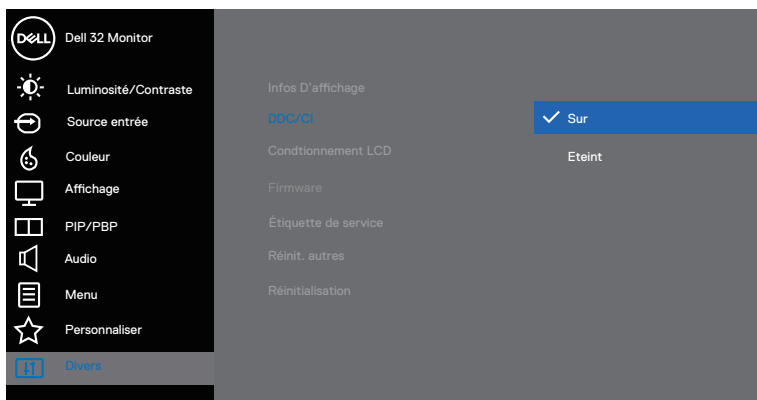 DELL Dell 32 Monitor
Luminosité/Contraste
Source entrée
Couleur
Affichage
PIP/PBP
Audio
Menu
Personnaliser
Divers
Infos D'affichage
DDC/CI
Condtionnement LCD
Firmware
Étiquette de service
Réinit. autres
Réinitialisation
Sur
Eteint